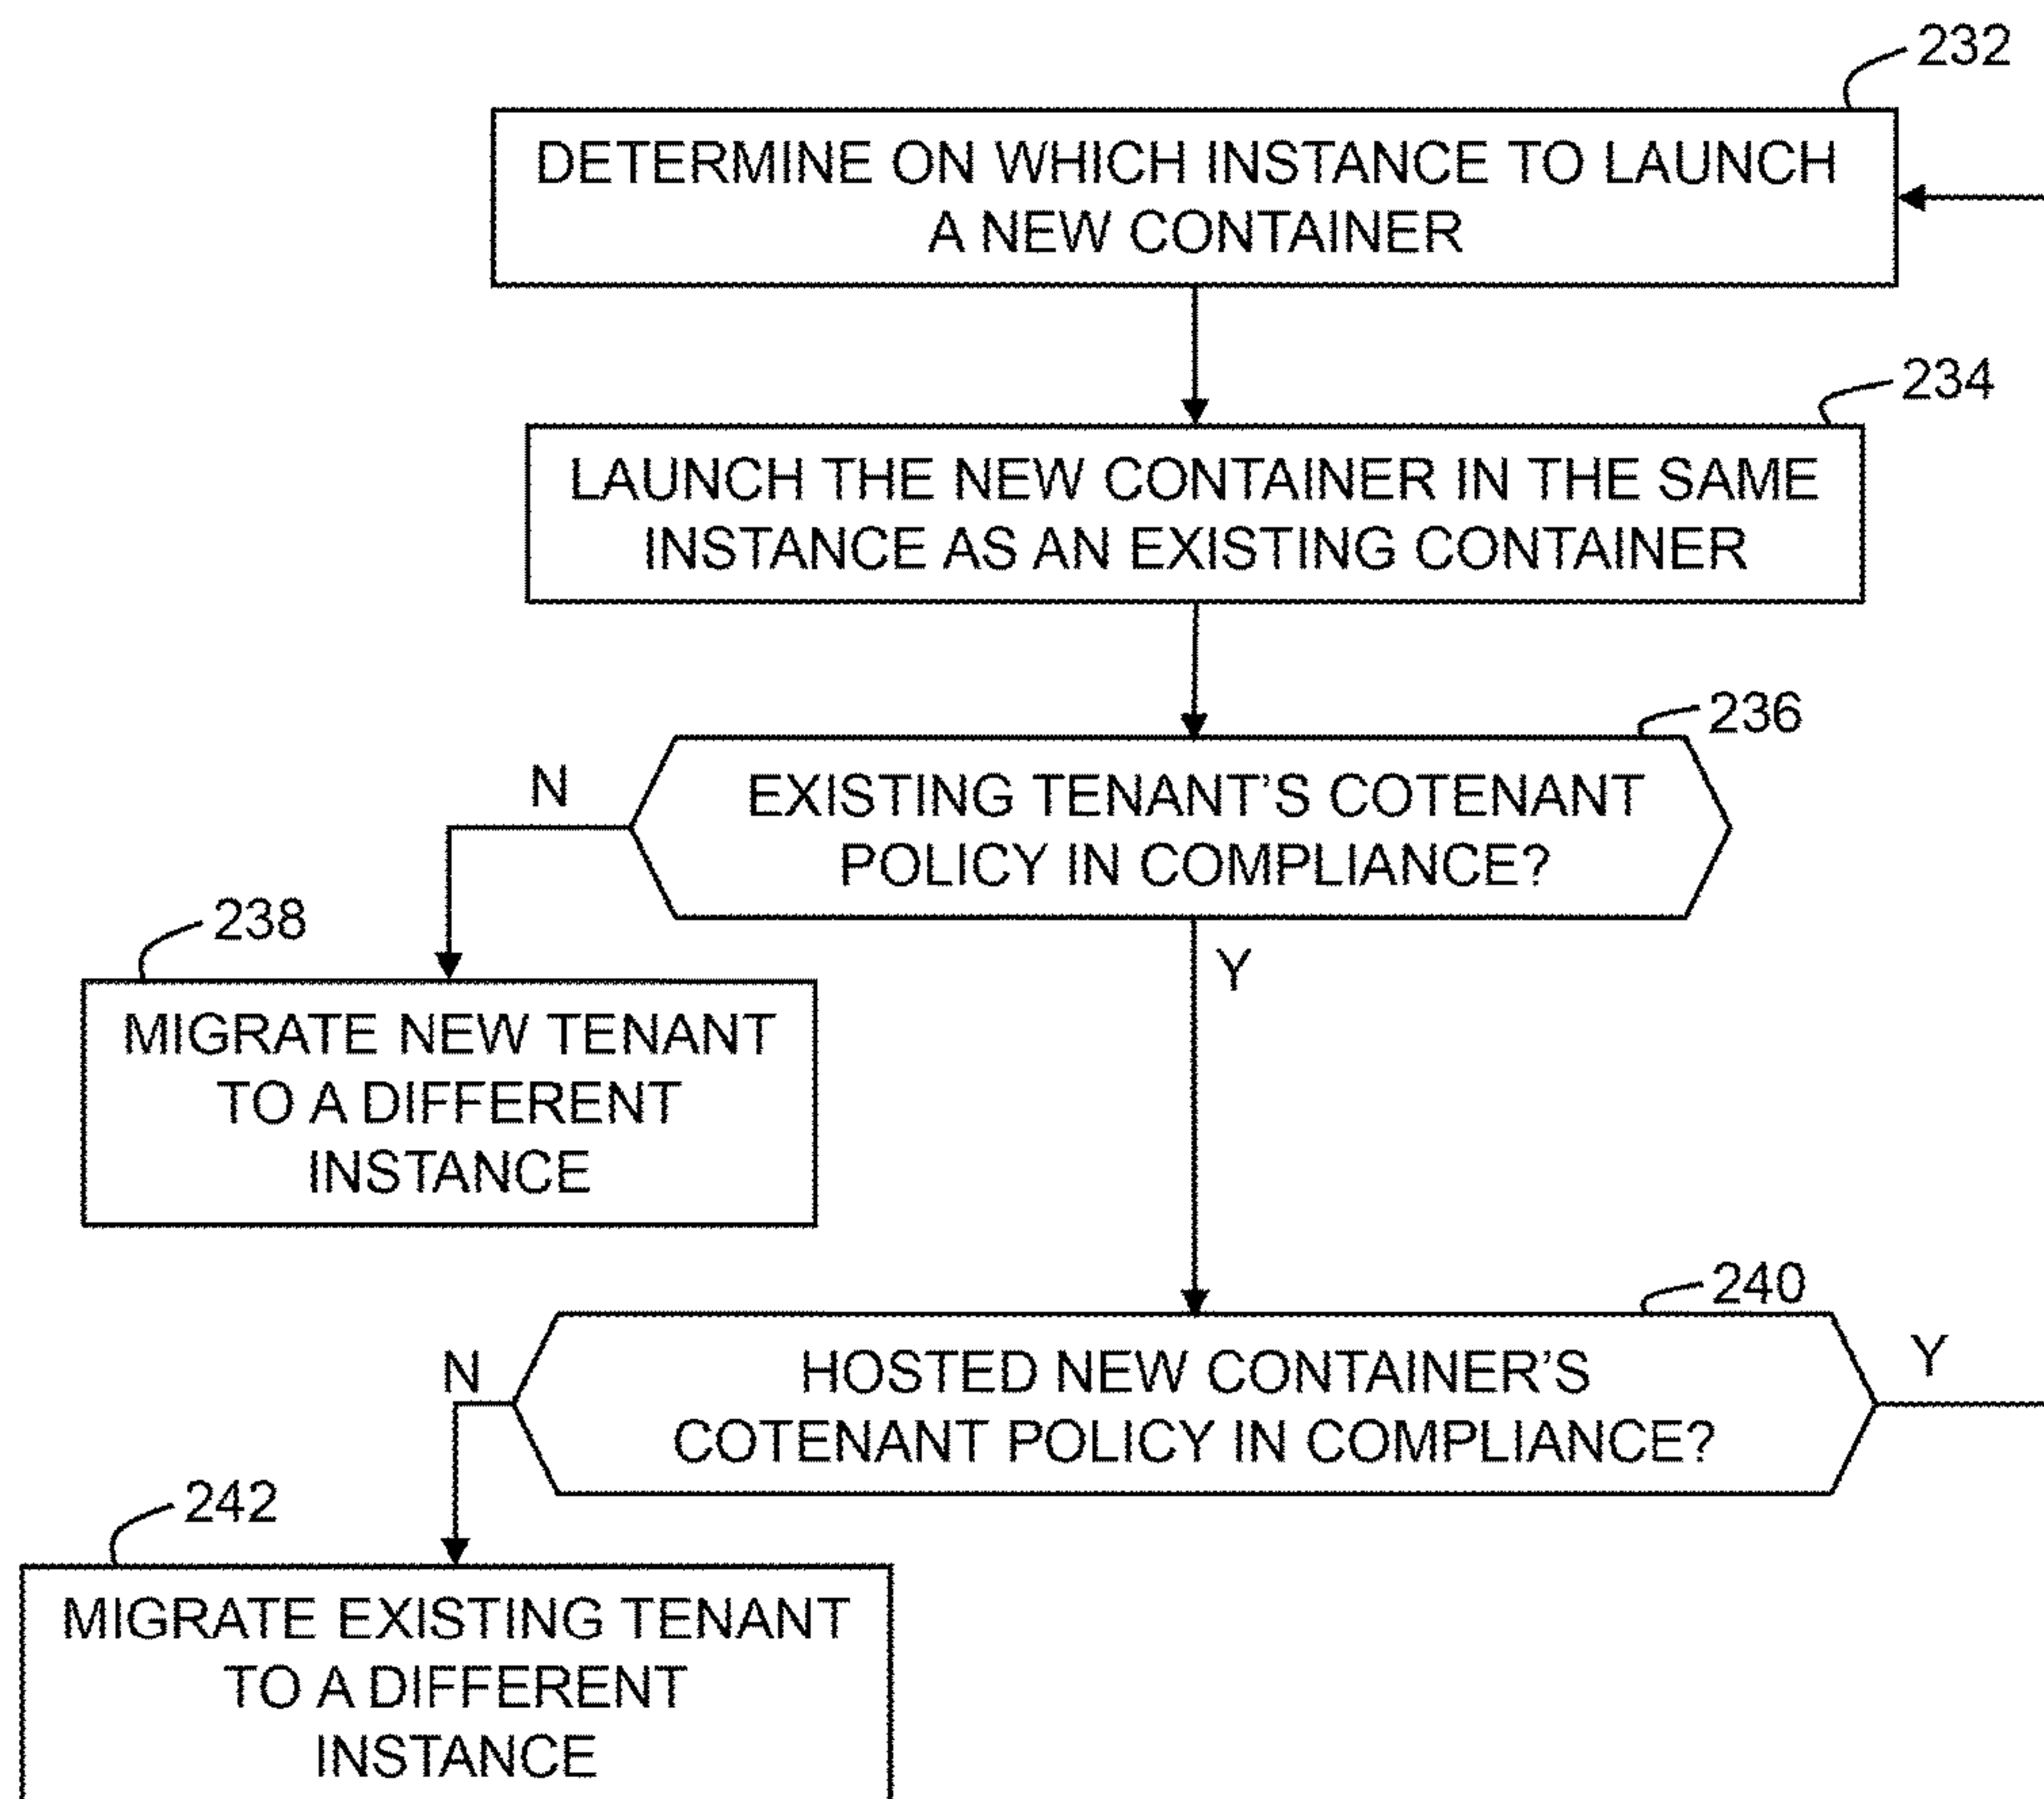 232
DETERMINE ON WHICH INSTANCE TO LAUNCH
A NEW CONTAINER
234
LAUNCH THE NEW CONTAINER IN THE SAME
INSTANCE AS AN EXISTING CONTAINER
236
EXISTING TENANT'S COTENANT
POLICY IN COMPLIANCE?
N
Y
238
MIGRATE NEW TENANT
TO A DIFFERENT
INSTANCE
240
HOSTED NEW CONTAINER'S
COTENANT POLICY IN COMPLIANCE?
N
Y
242
MIGRATE EXISTING TENANT
TO A DIFFERENT
INSTANCE